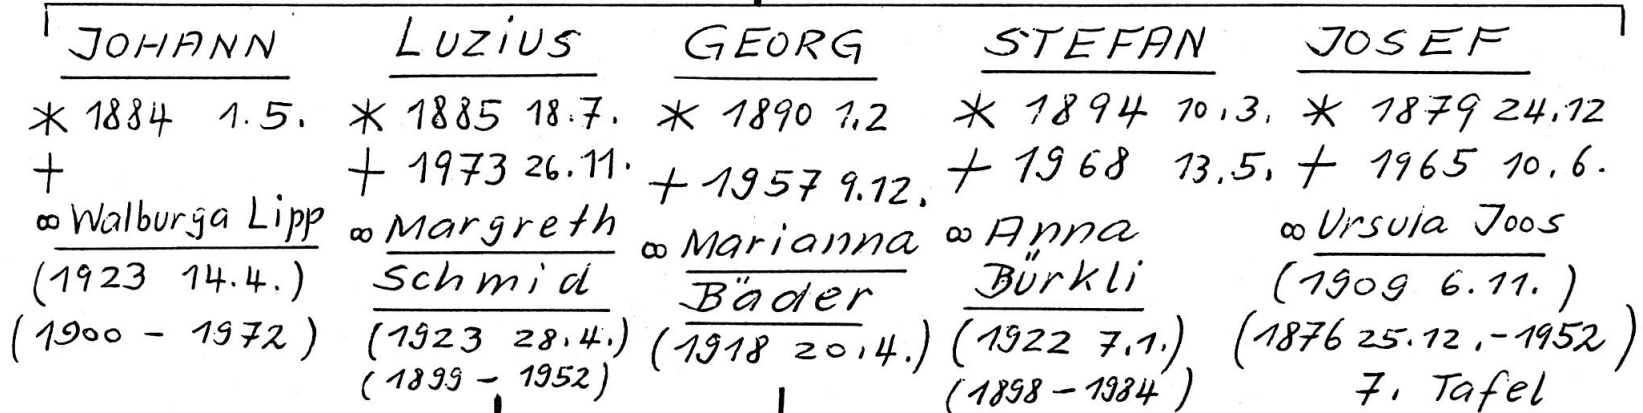 JOHANN
* 1884 1.5.
+
∞ Walburga Lipp
(1923 14.4.)
(1900 - 1972)
LUZIUS
* 1885 18.7.
+ 1973 26.11.
∞ Margreth
Schmid
(1923 28.4.)
(1899 - 1952)
GEORG
* 1890 1.2
+ 1957 9.12.
∞ Marianna
Bäder
(1918 20.4.)
STEFAN
* 1894 10.3.
+ 1968 13.5.
∞ Anna
Bürkli
(1922 7.1.)
(1898 - 1984)
JOSEF
* 1879 24.12
+ 1965 10.6.
∞ Ursula Joos
(1909 6.11.)
(1876 25.12.-1952)
7. Tafel